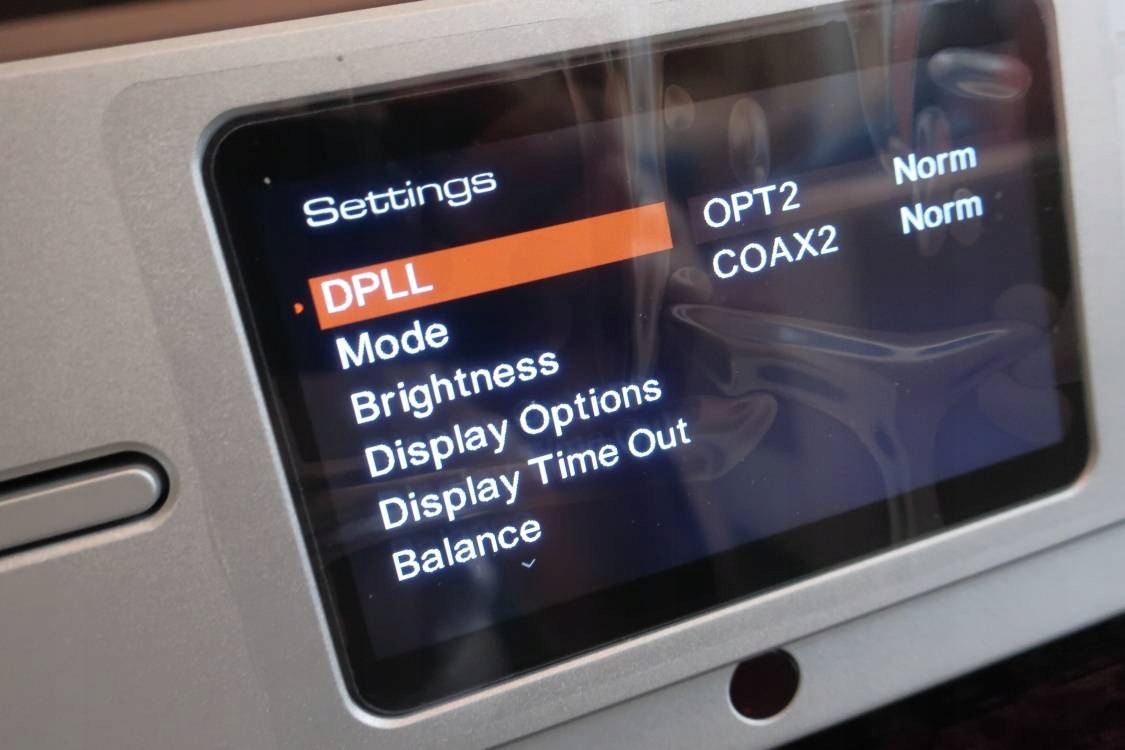 Settings
DPLL
Mode
Brightness
Display Options
Display Time Out
Balance
OPT2 Norm
COAX2 Norm